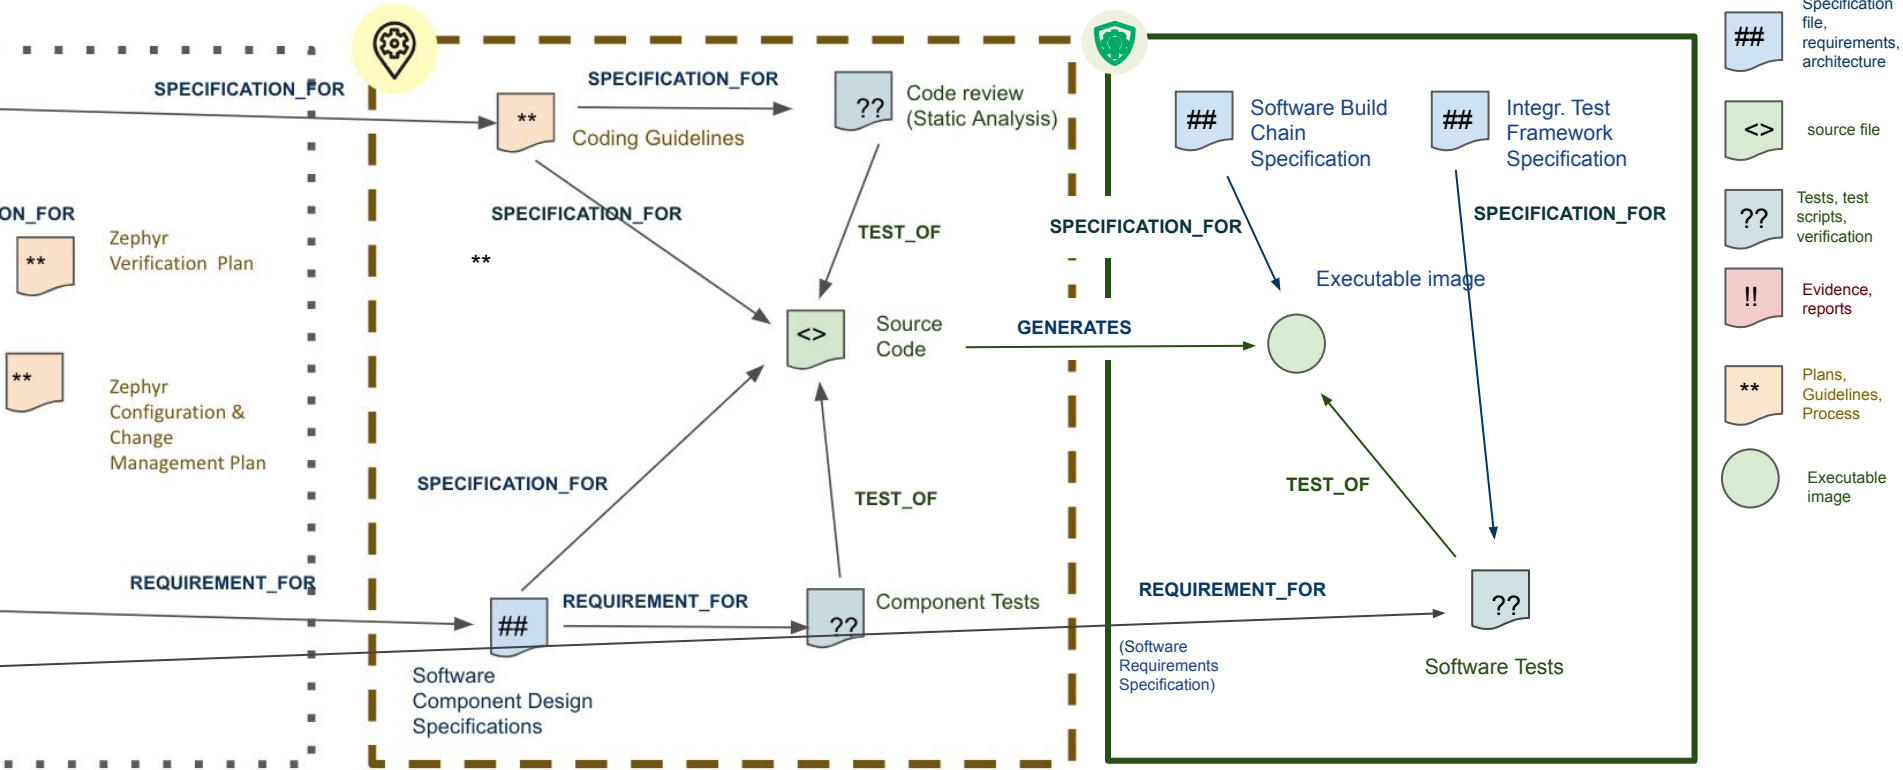 SPECIFICATION_FOR
ON_FOR
**
Zephyr
Verification Plan
**
Zephyr
Configuration &
Change
Management Plan
REQUIREMENT_FOR
**
Coding Guidelines
SPECIFICATION_FOR
??
Code review
(Static Analysis)
SPECIFICATION_FOR
**
TEST_OF
<>
Source
Code
GENERATES
SPECIFICATION_FOR
TEST_OF
##
REQUIREMENT_FOR
??
Component Tests
Software
Component Design
Specifications
##
Software Build
Chain
Specification
##
Integr. Test
Framework
Specification
SPECIFICATION_FOR
SPECIFICATION_FOR
Executable image
TEST_OF
REQUIREMENT_FOR
(Software
Requirements
Specification)
??
Software Tests
##
Specification
file,
requirements,
architecture
<>
source file
??
Tests, test
scripts,
verification
!!
Evidence,
reports
**
Plans,
Guidelines,
Process
Executable
image